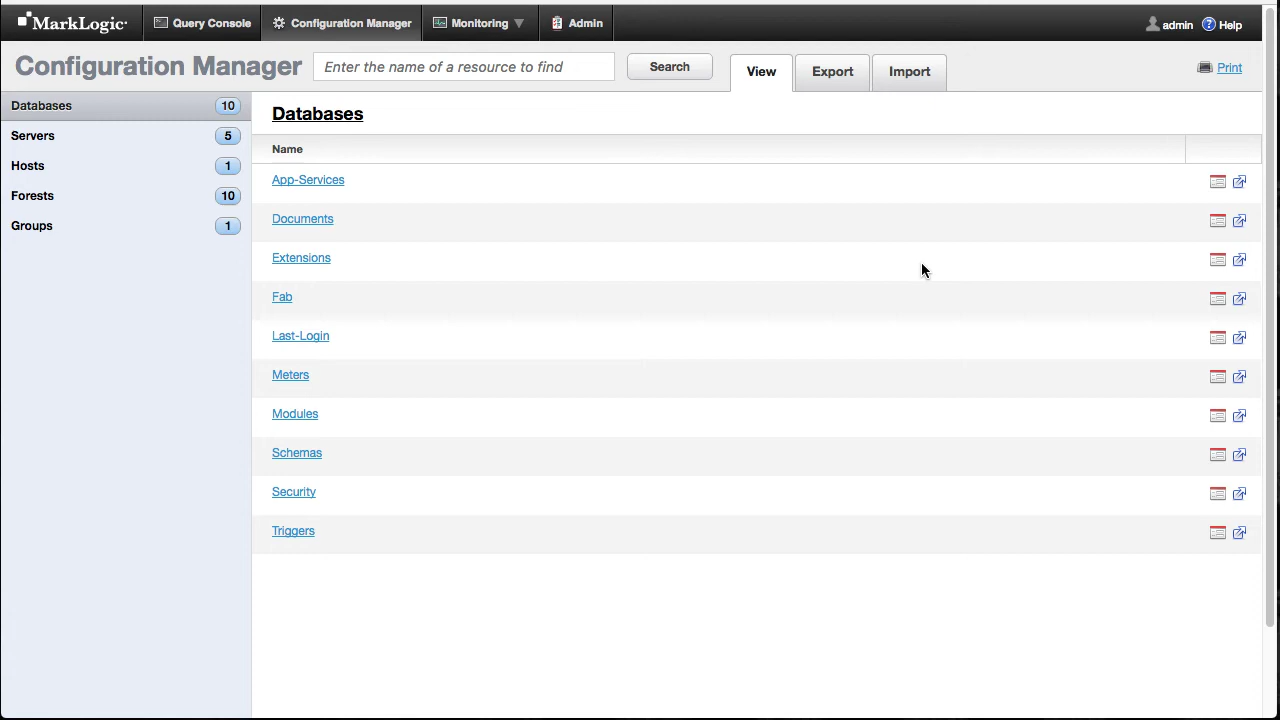 MarkLogic Query Console Configuration Manager Monitoring Admin admin Help
Configuration Manager Enter the name of a resource to find Search View Export Import Print
Databases 10
Servers 5
Hosts 1
Forests 10
Groups 1
Databases
Name
App-Services
Documents
Extensions
Fab
Last-Login
Meters
Modules
Schemas
Security
Triggers